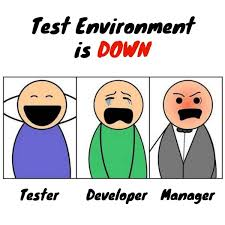 Test Environment
is DOWN
Tester Developer Manager